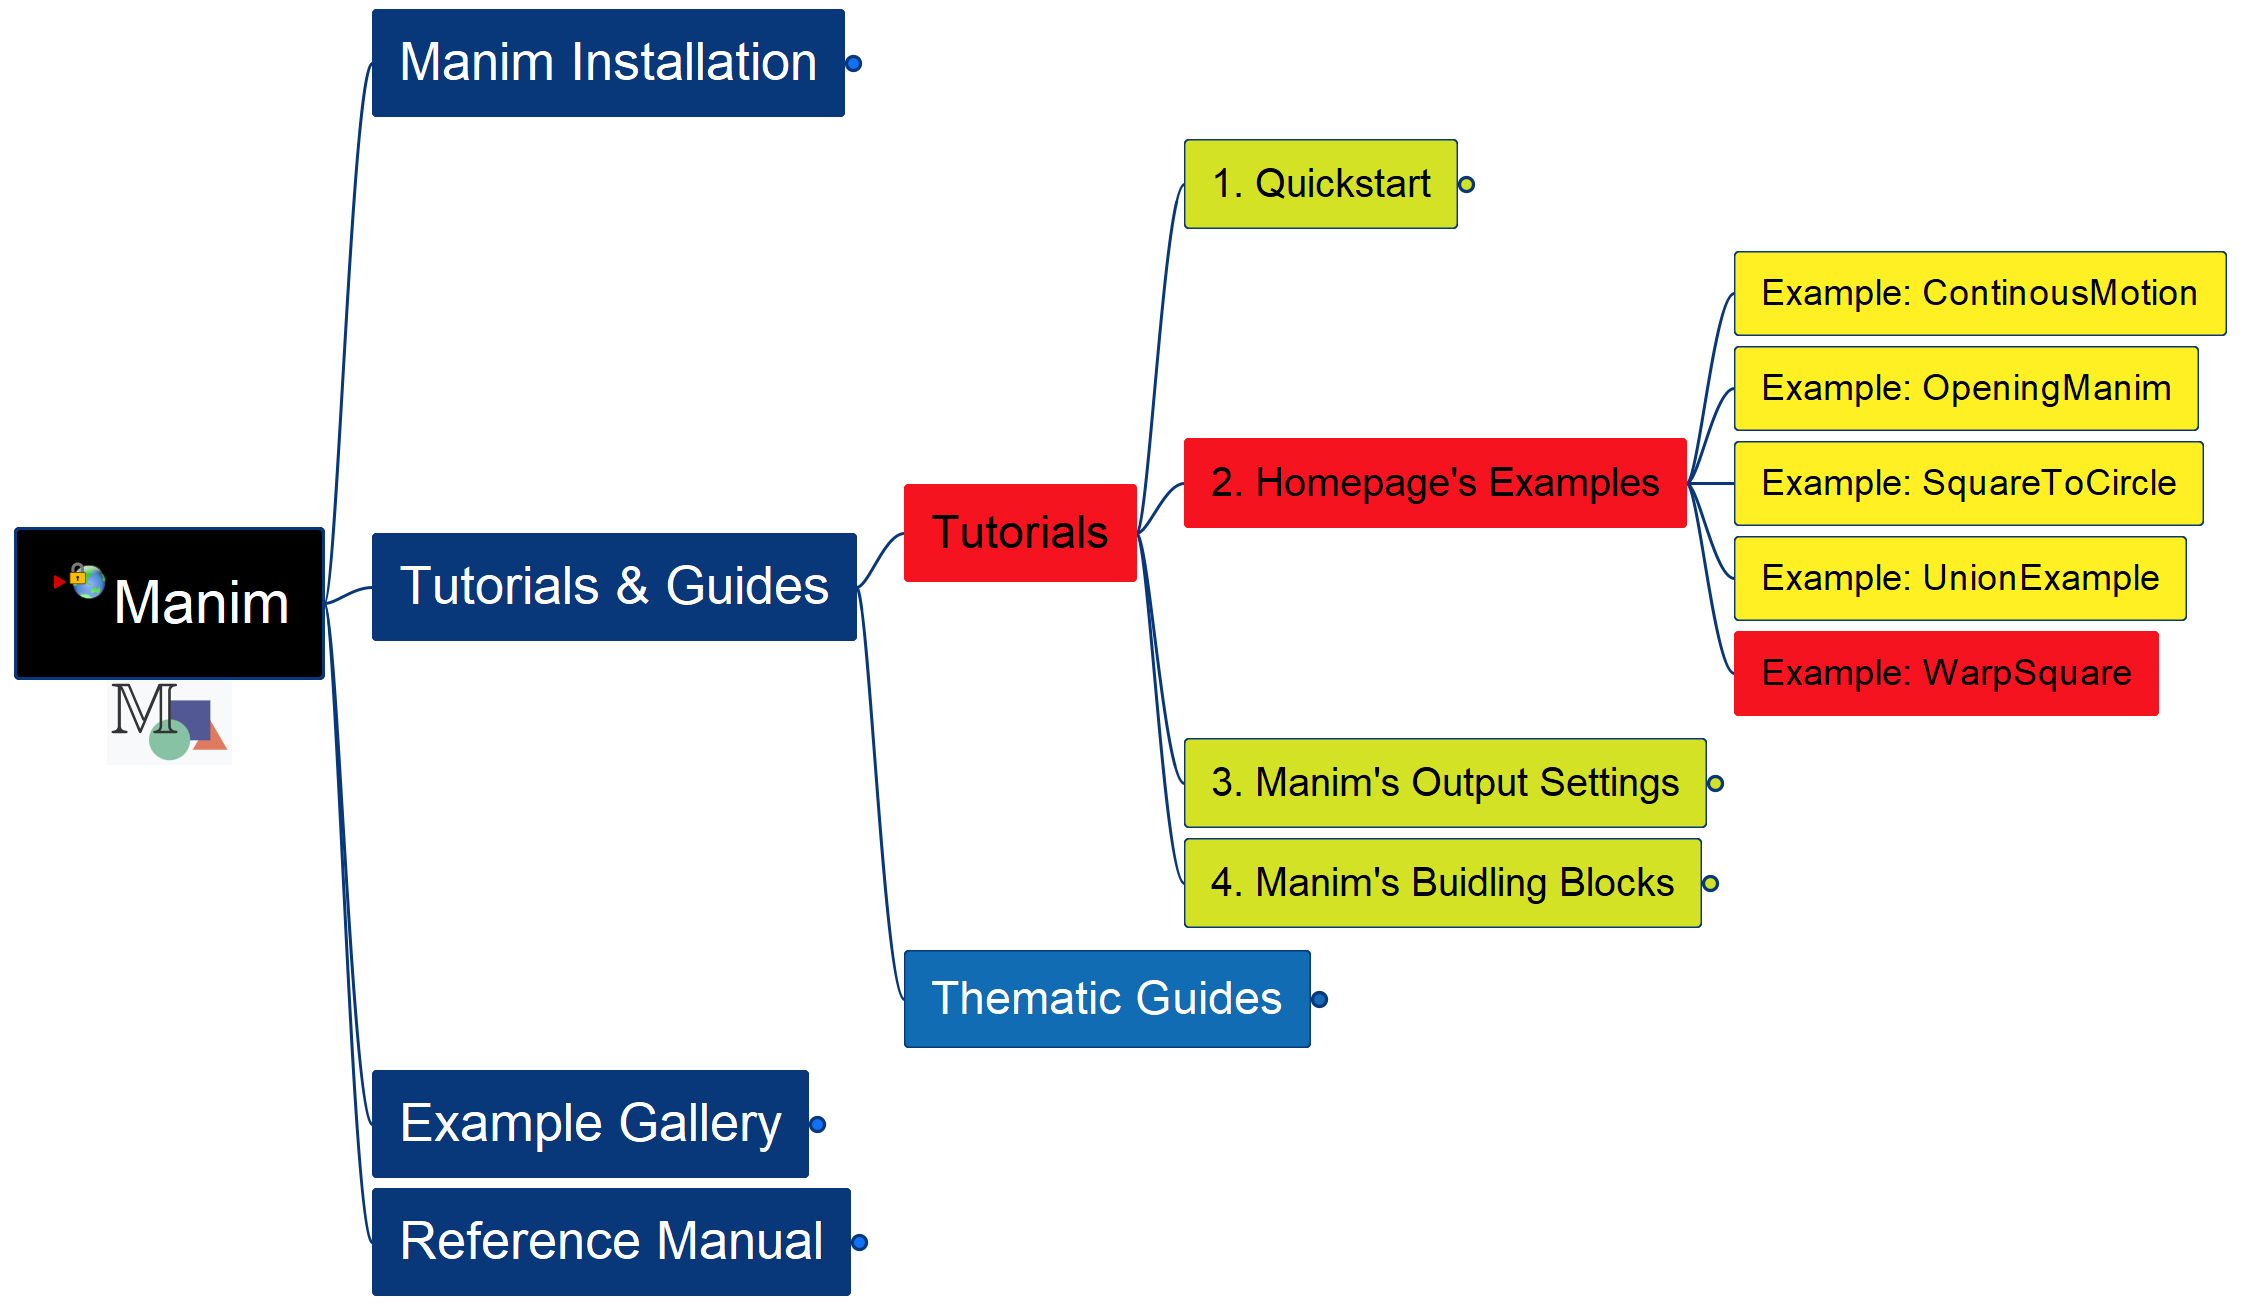 Manim Installation
1. Quickstart
Example: ContinousMotion
Example: OpeningManim
2. Homepage's Examples
Example: SquareToCircle
Tutorials
Example: UnionExample
Tutorials & Guides
Manim
Example: WarpSquare
M
3. Manim's Output Settings
4. Manim's Buidling Blocks
Thematic Guides
Example Gallery
Reference Manual